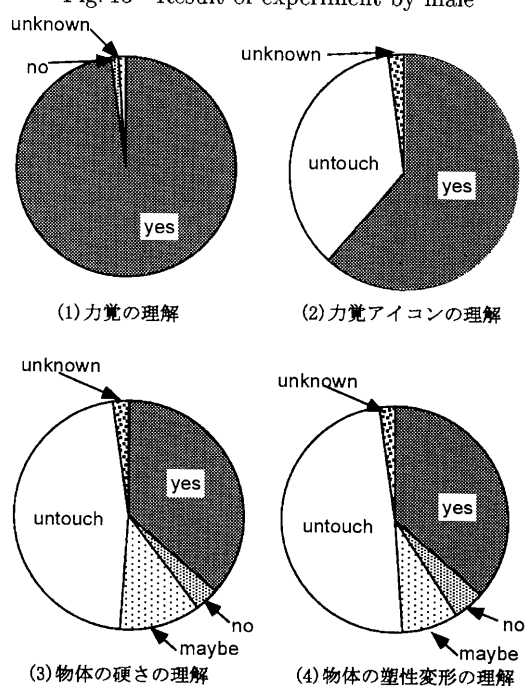 Fig. 15 Result of experiment by male
unknown
no
yes
(1)力覚の理解
unknown
untouch
yes
(2)力覚アイコンの理解
unknown
untouch
yes
no
maybe
(3)物体の硬さの理解
unknown
untouch
yes
no
maybe
(4)物体の塑性変形の理解